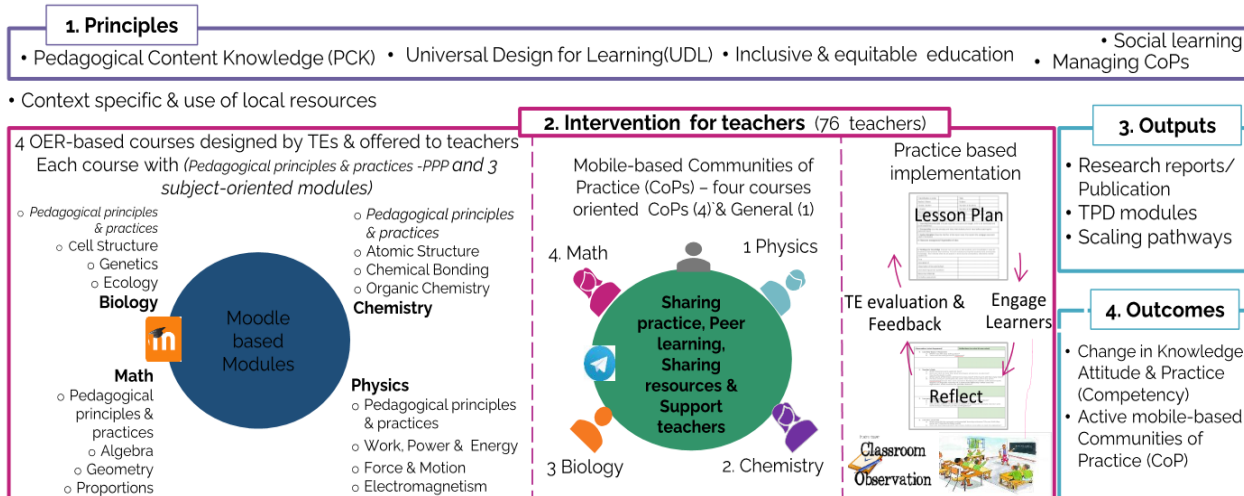 1. Principles
• Pedagogical Content Knowledge (PCK)
• Universal Design for Learning(UDL)
• Inclusive & equitable education
• Social learning
• Managing CoPs
• Context specific & use of local resources
2. Intervention for teachers (76 teachers)
4 OER-based courses designed by TEs & offered to teachers
Each course with (Pedagogical principles & practices -PPP and 3
subject-oriented modules)
o Pedagogical principles
& practices
o Cell Structure
o Genetics
o Ecology
Biology
o Pedagogical principles
& practices
o Atomic Structure
o Chemical Bonding
o Organic Chemistry
Chemistry
Moodle
based
Modules
m
Math
o Pedagogical
principles &
practices
o Algebra
o Geometry
o Proportions
Physics
o Pedagogical principles
& practices
o Work, Power & Energy
o Force & Motion
o Electromagnetism
Mobile-based Communities of
Practice (CoPs) – four courses
oriented CoPs (4)`& General (1)
4. Math
1 Physics
Sharing
practice, Peer
learning,
Sharing
resources &
Support
teachers
3 Biology
2. Chemistry
Practice based
implementation
Lesson Plan
TE evaluation &
Feedback
Engage
Learners
Reflect
Classroom
Observation
3. Outputs
• Research reports/
Publication
• TPD modules
• Scaling pathways
4. Outcomes
• Change in Knowledge
Attitude & Practice
(Competency)
• Active mobile-based
Communities of
Practice (CoP)